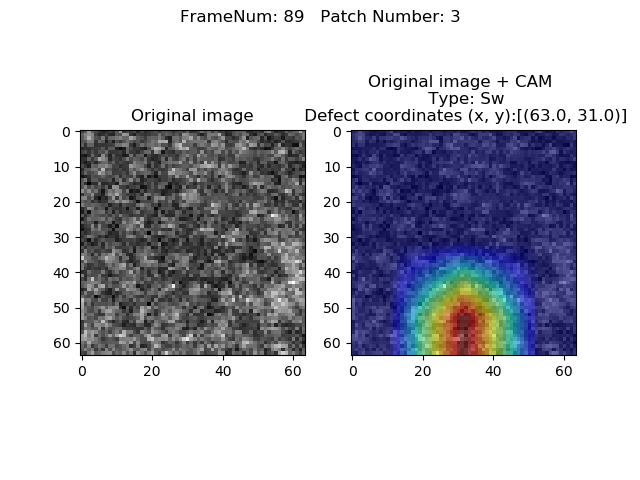 FrameNum: 89   Patch Number: 3
Original image
0
10
20
30
40
50
60
0 20 40 60
Original image + CAM
Type: Sw
Defect coordinates (x, y):[(63.0, 31.0)]
0
10
20
30
40
50
60
0 20 40 60